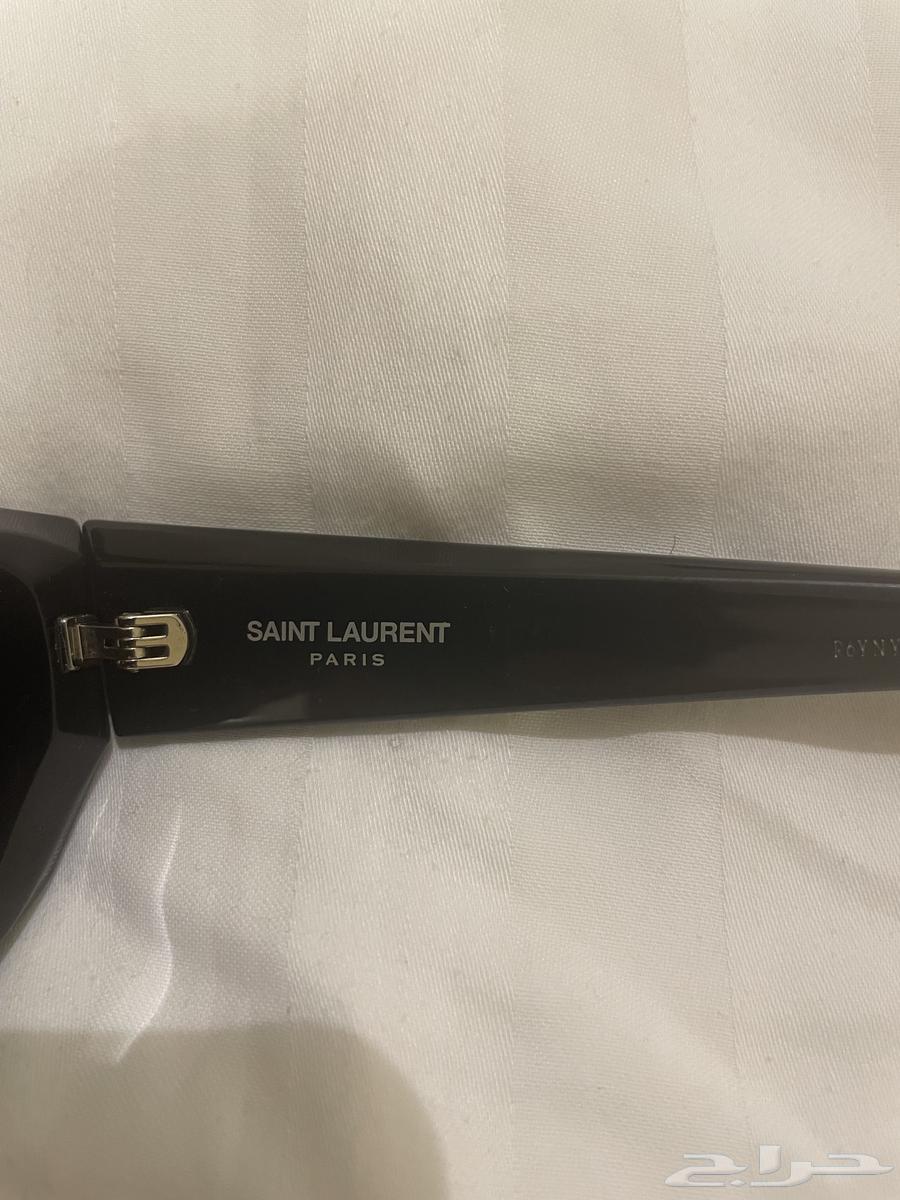 SAINT LAURENT
PARIS
حراج